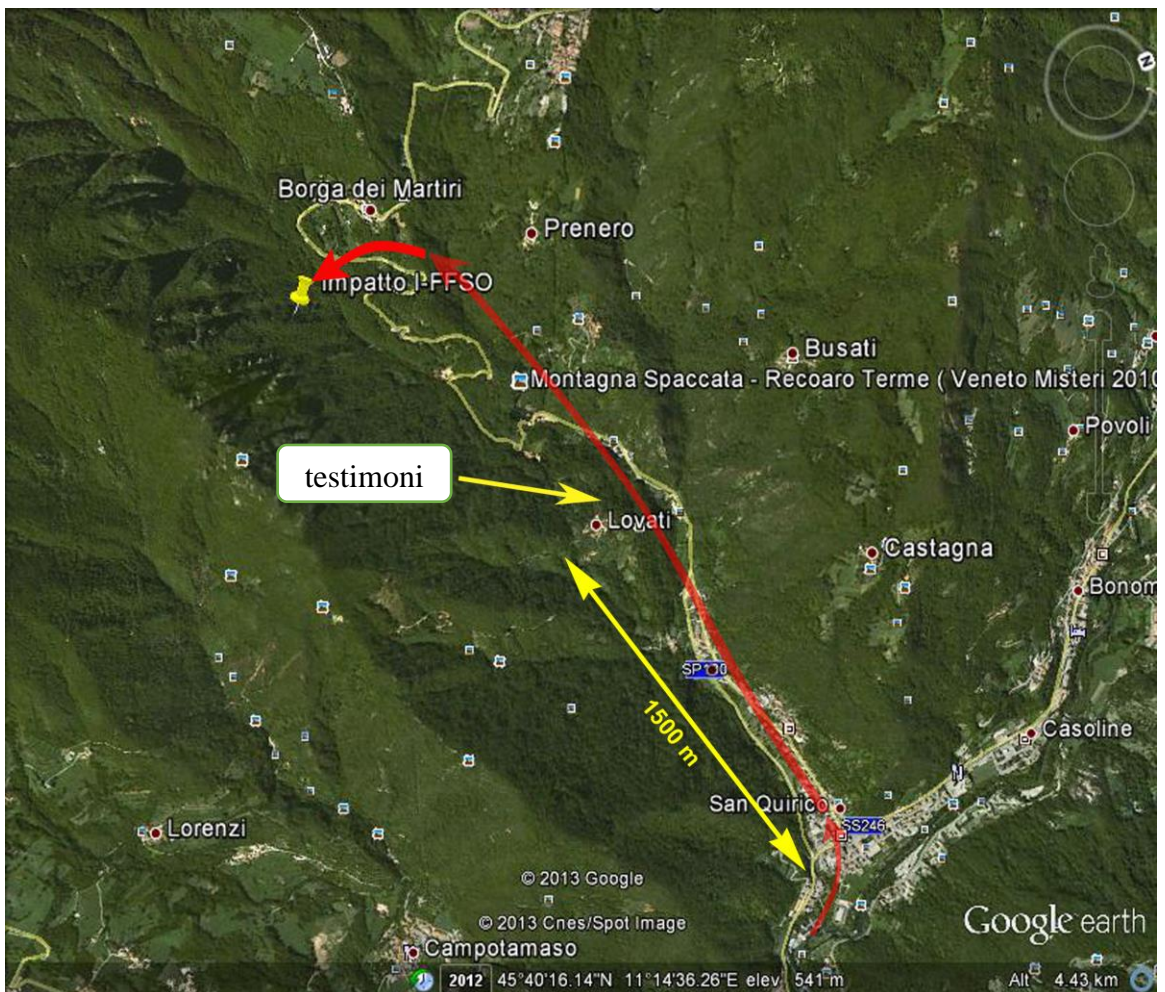 Borga dei Martiri
Prenero
Impatto I-FFSO
Busati
Montagna Spaccata - Recoaro Terme ( Veneto Misteri 2010
Povoli
testimoni
Lovati
Castagna
Bonom
1500 m
Casoline
N
San Quirico
SS246
Lorenzi
© 2013 Google
© 2013 Cnes/Spot Image
Google earth
Campotamaso
2012 45°40'16.14"N 11°14'36.26"E elev 541 m Alt 4.43 km